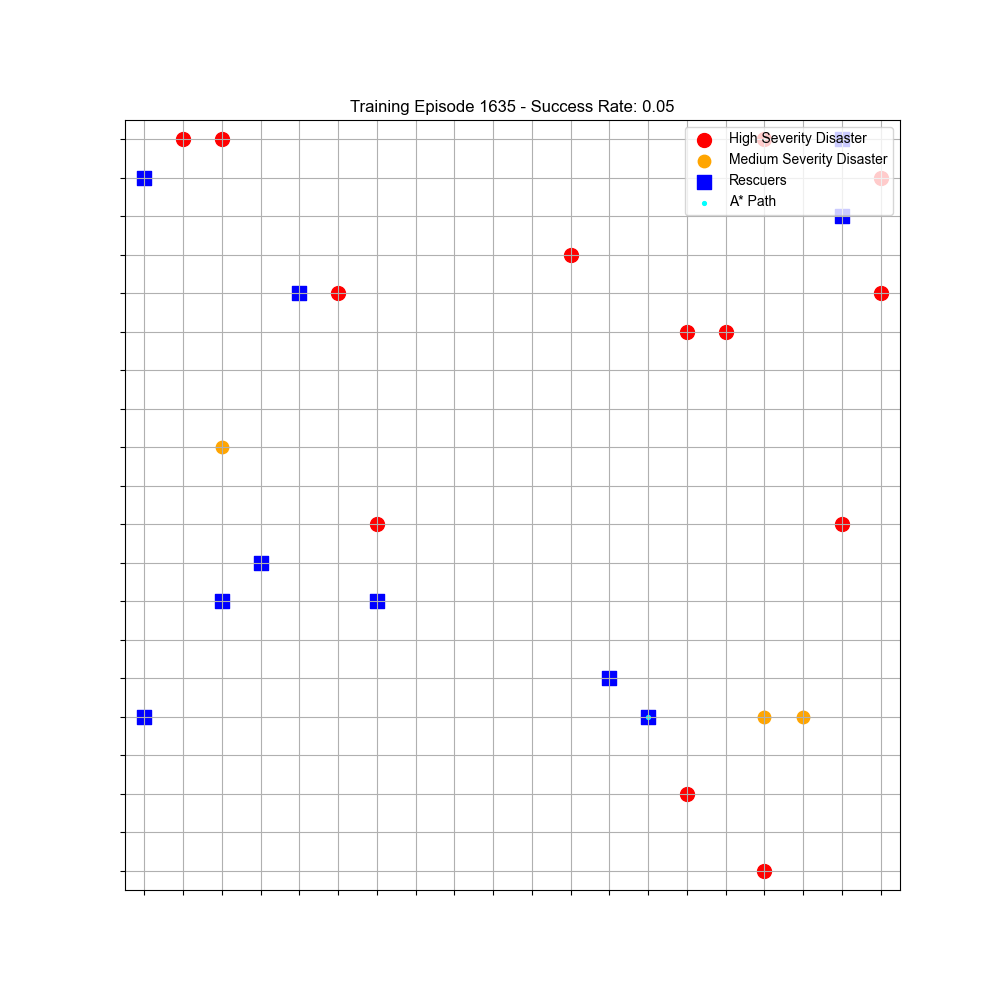 Training Episode 1635 - Success Rate: 0.05
High Severity Disaster
Medium Severity Disaster
Rescuers
A* Path